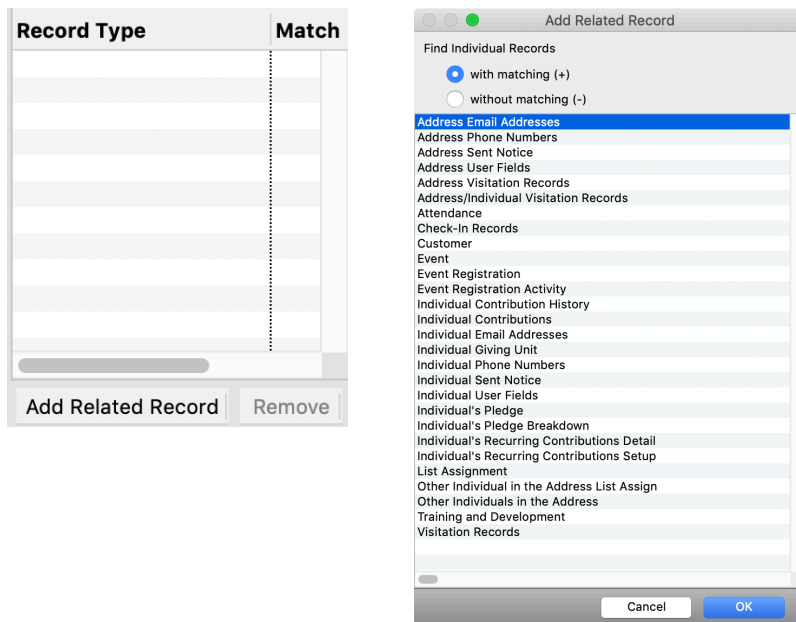 Record Type Match
Add Related Record Remove
Add Related Record
Find Individual Records
with matching (+)
without matching (-)
Address Email Addresses
Address Phone Numbers
Address Sent Notice
Address User Fields
Address Visitation Records
Address/Individual Visitation Records
Attendance
Check-In Records
Customer
Event
Event Registration
Event Registration Activity
Individual Contribution History
Individual Contributions
Individual Email Addresses
Individual Giving Unit
Individual Phone Numbers
Individual Sent Notice
Individual User Fields
Individual's Pledge
Individual's Pledge Breakdown
Individual's Recurring Contributions Detail
Individual's Recurring Contributions Setup
List Assignment
Other Individual in the Address List Assign
Other Individuals in the Address
Training and Development
Visitation Records
Cancel OK